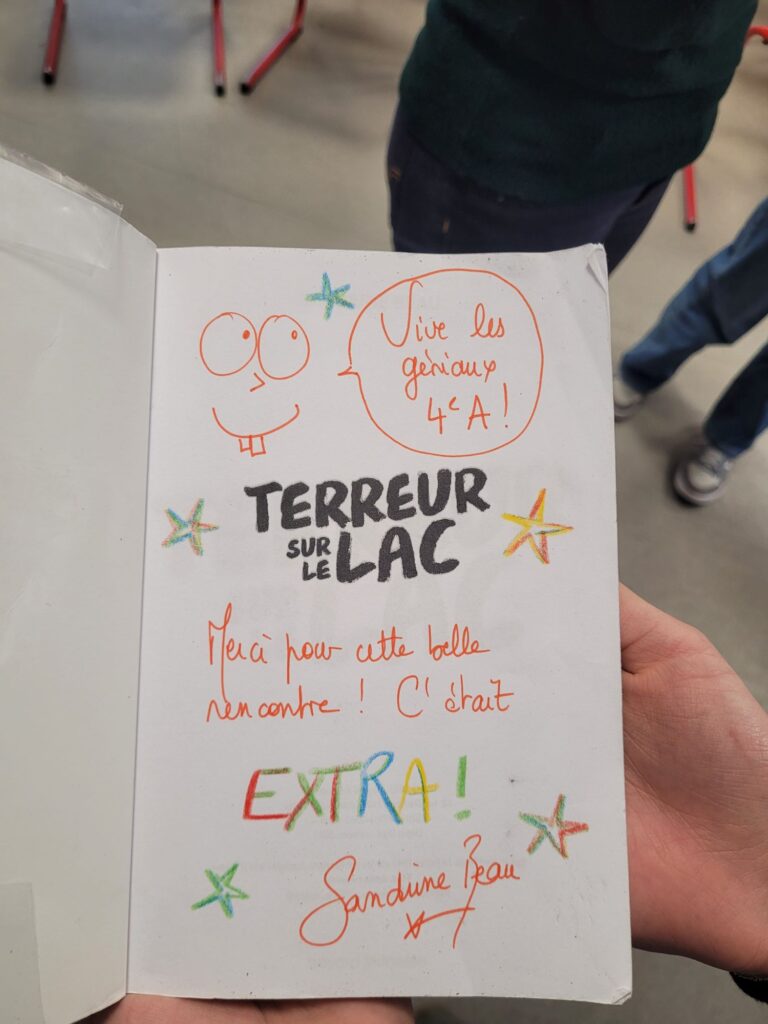 Vive les
géniaux
4e A !
TERREUR
SUR
LE LAC
Merci pour cette belle
rencontre ! C'était
EXTRA !
Sandrine Beau